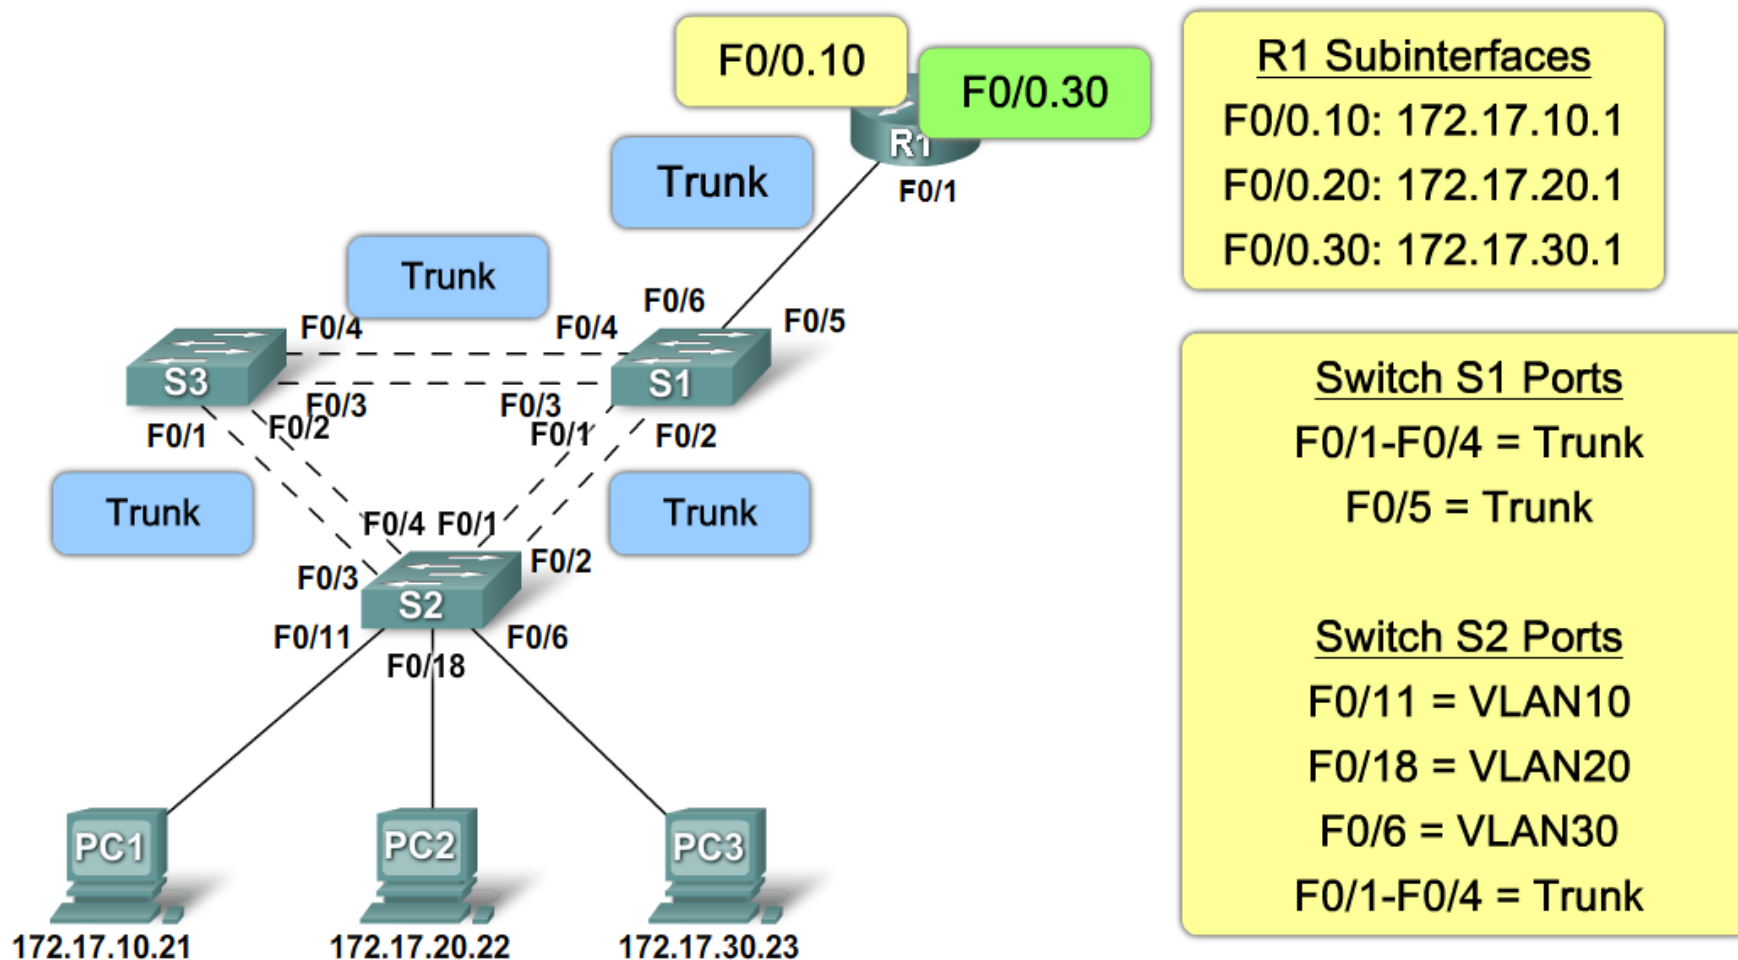 F0/0.10
F0/0.30
R1
F0/1
Trunk
Trunk
F0/6
F0/5
F0/4
F0/4
S3
S1
F0/3
F0/3
F0/1
F0/2
F0/1
F0/2
Trunk
Trunk
F0/4
F0/1
F0/3
F0/2
S2
F0/11
F0/18
F0/6
PC1
PC2
PC3
172.17.10.21
172.17.20.22
172.17.30.23
R1 Subinterfaces
F0/0.10: 172.17.10.1
F0/0.20: 172.17.20.1
F0/0.30: 172.17.30.1
Switch S1 Ports
F0/1-F0/4 = Trunk
F0/5 = Trunk
Switch S2 Ports
F0/11 = VLAN10
F0/18 = VLAN20
F0/6 = VLAN30
F0/1-F0/4 = Trunk